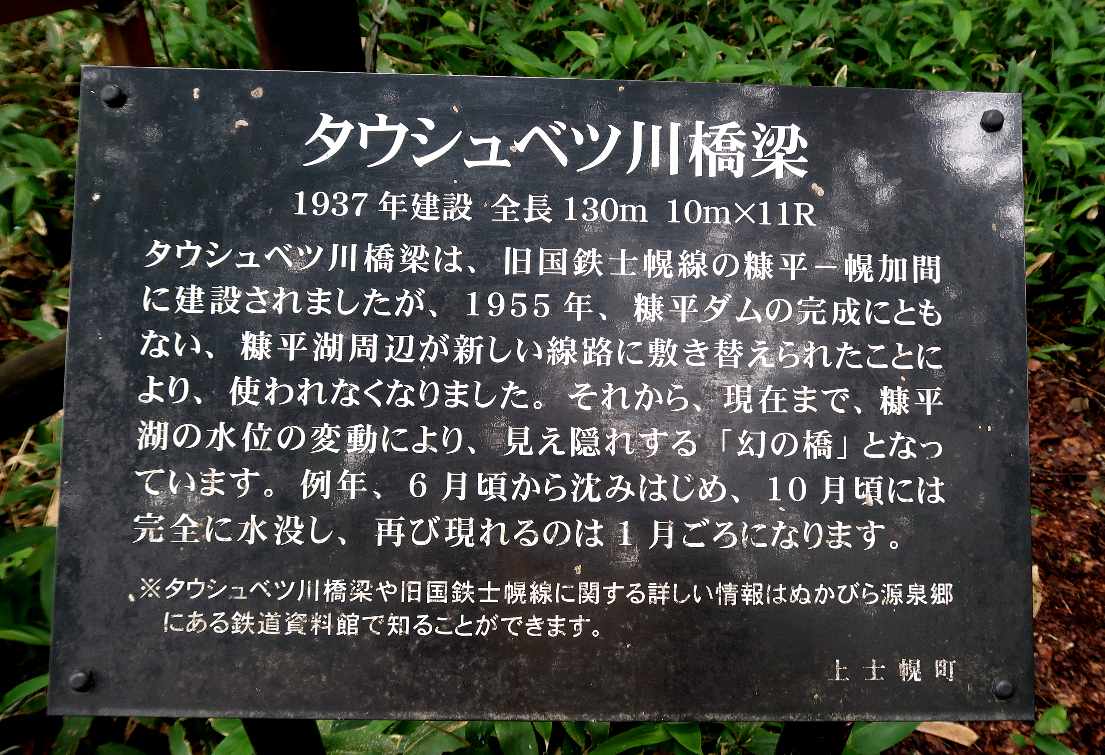 タウシュベツ川橋梁
1937年建設 全長130m 10m×11R
タウシュベツ川橋梁は、旧国鉄士幌線の糠平－幌加間
に建設されましたが、1955年、糠平ダムの完成にとも
ない、糠平湖周辺が新しい線路に敷き替えられたことに
より、使われなくなりました。それから、現在まで、糠平
湖の水位の変動により、見え隠れする「幻の橋」となっ
ています。例年、6月頃から沈みはじめ、10月頃には
完全に水没し、再び現れるのは1月ごろになります。
※タウシュベツ川橋梁や旧国鉄士幌線に関する詳しい情報はぬかびら源泉郷
にある鉄道資料館で知ることができます。
上士幌町